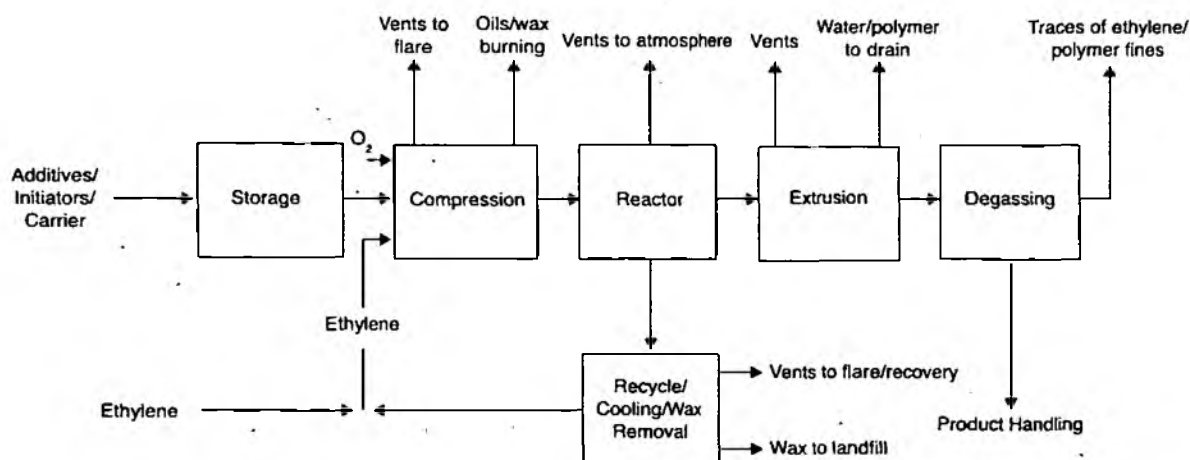 Vents to
flare
Oils/wax
burning
Vents to atmosphere
Vents
Water/polymer
to drain
Traces of ethylene/
polymer fines
O₂
Additives/
Initiators/
Carrier
Storage
Compression
Reactor
Extrusion
Degassing
Ethylene
Ethylene
Recycle/
Cooling/Wax
Removal
Vents to flare/recovery
Wax to landfill
Product Handling